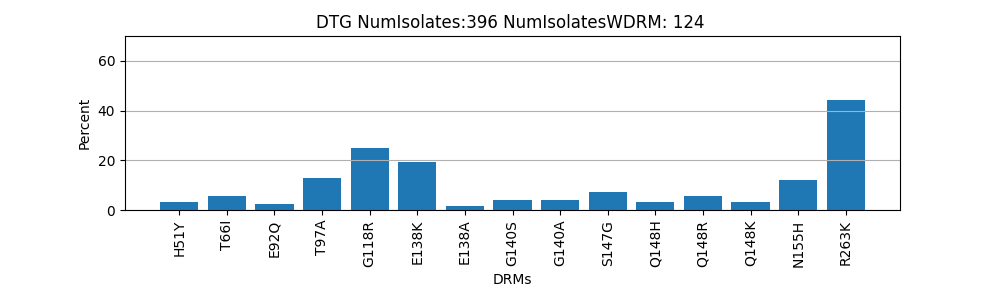 DTG NumIsolates:396 NumIsolatesWDRM: 124
60
40
20
0
Percent
H51Y
T66I
E92Q
T97A
G118R
E138K
E138A
G140S
G140A
S147G
Q148H
Q148R
Q148K
N155H
R263K
DRMs